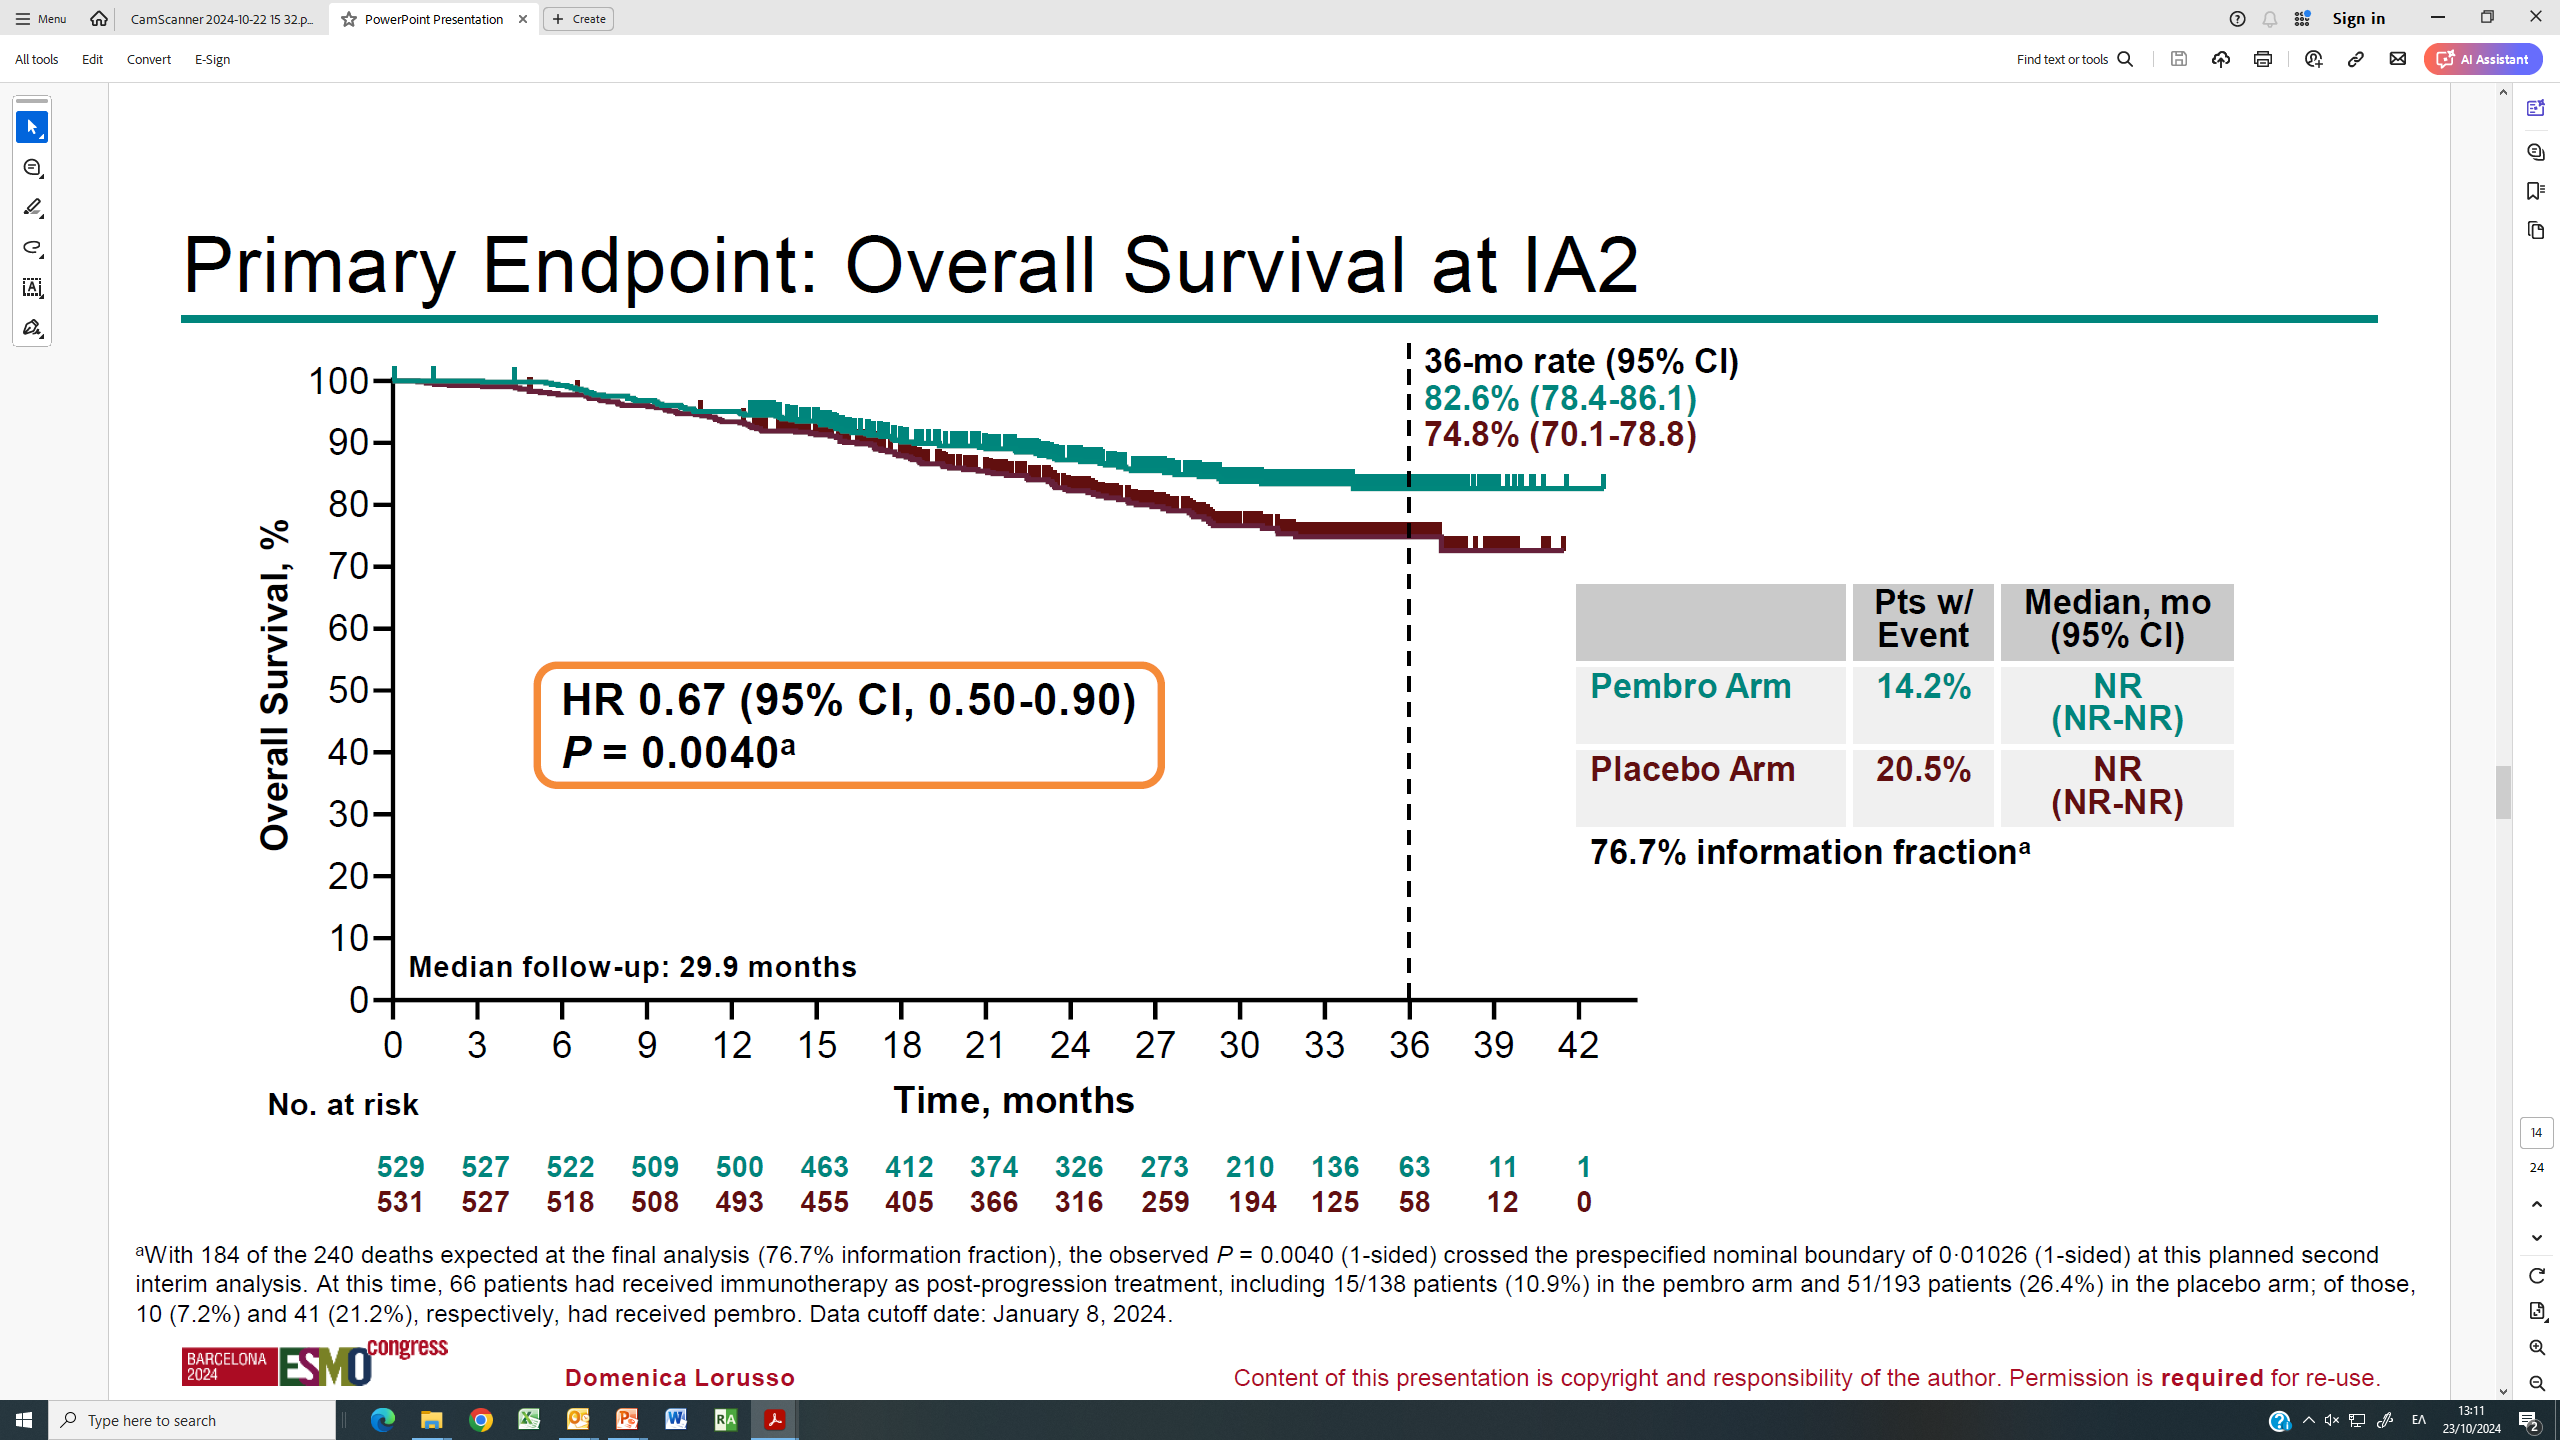 Menu
CamScanner 2024-10-22 15 32.p...
PowerPoint Presentation
Create
Sign in
All tools
Edit
Convert
E-Sign
Find text or tools
AI Assistant
Primary Endpoint: Overall Survival at IA2
36-mo rate (95% CI)
82.6% (78.4-86.1)
74.8% (70.1-78.8)
100
90
80
70
60
50
40
30
20
10
0
Overall Survival, %
HR 0.67 (95% CI, 0.50-0.90)
P = 0.0040ᵃ
Median follow-up: 29.9 months
Pts w/ Event Median, mo (95% CI)
Pembro Arm 14.2% NR (NR-NR)
Placebo Arm 20.5% NR (NR-NR)
76.7% information fractionᵃ
0 3 6 9 12 15 18 21 24 27 30 33 36 39 42
Time, months
No. at risk
529 527 522 509 500 463 412 374 326 273 210 136 63 11 1
531 527 518 508 493 455 405 366 316 259 194 125 58 12 0
ᵃWith 184 of the 240 deaths expected at the final analysis (76.7% information fraction), the observed P = 0.0040 (1-sided) crossed the prespecified nominal boundary of 0·01026 (1-sided) at this planned second
interim analysis. At this time, 66 patients had received immunotherapy as post-progression treatment, including 15/138 patients (10.9%) in the pembro arm and 51/193 patients (26.4%) in the placebo arm; of those,
10 (7.2%) and 41 (21.2%), respectively, had received pembro. Data cutoff date: January 8, 2024.
BARCELONA
2024
ESMO congress
Domenica Lorusso
Content of this presentation is copyright and responsibility of the author. Permission is required for re-use.
14
24
Type here to search
RA
ΕΛ
13:11
23/10/2024
2